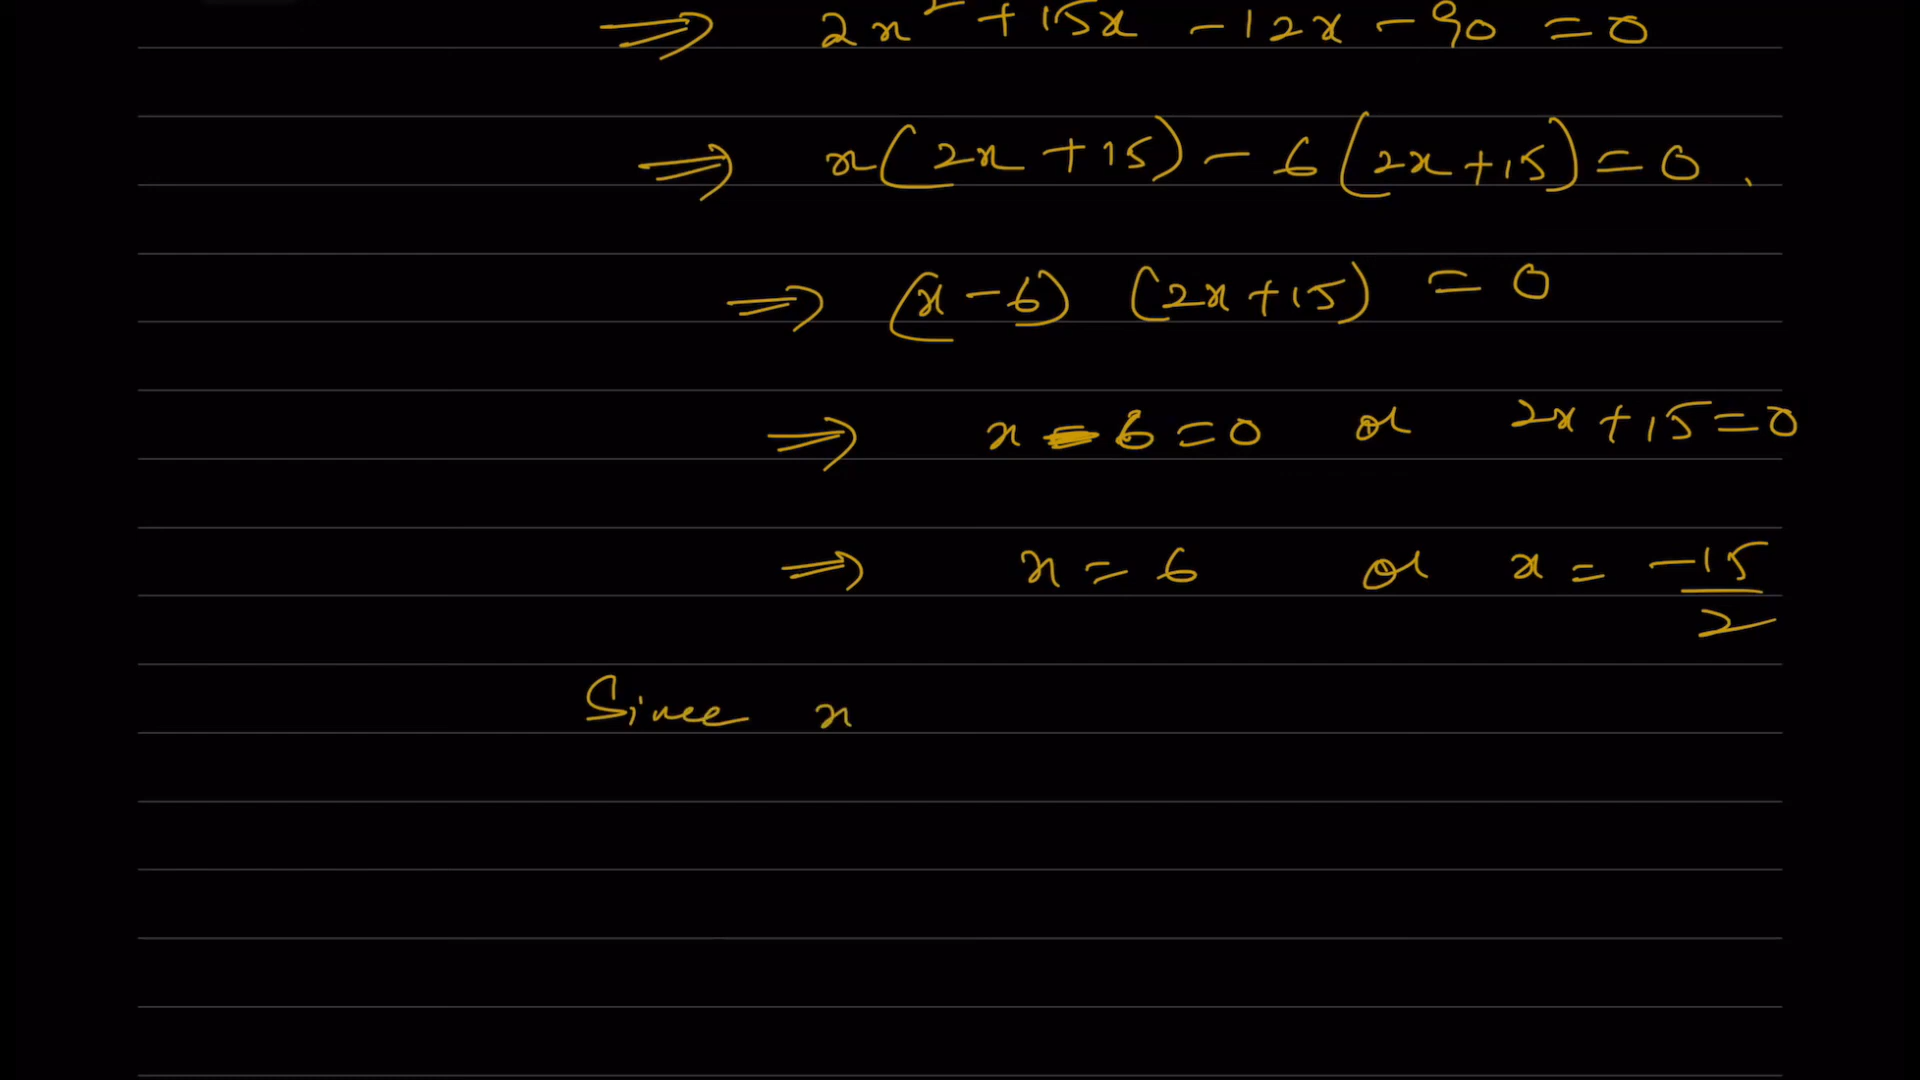 ⇒ 2x² + 15x - 12x - 90 = 0
⇒ x(2x + 15) - 6(2x + 15) = 0.
⇒ (x - 6) (2x + 15) = 0
⇒ x - 6 = 0 or 2x + 15 = 0
⇒ x = 6 or x = -15/2
Since x